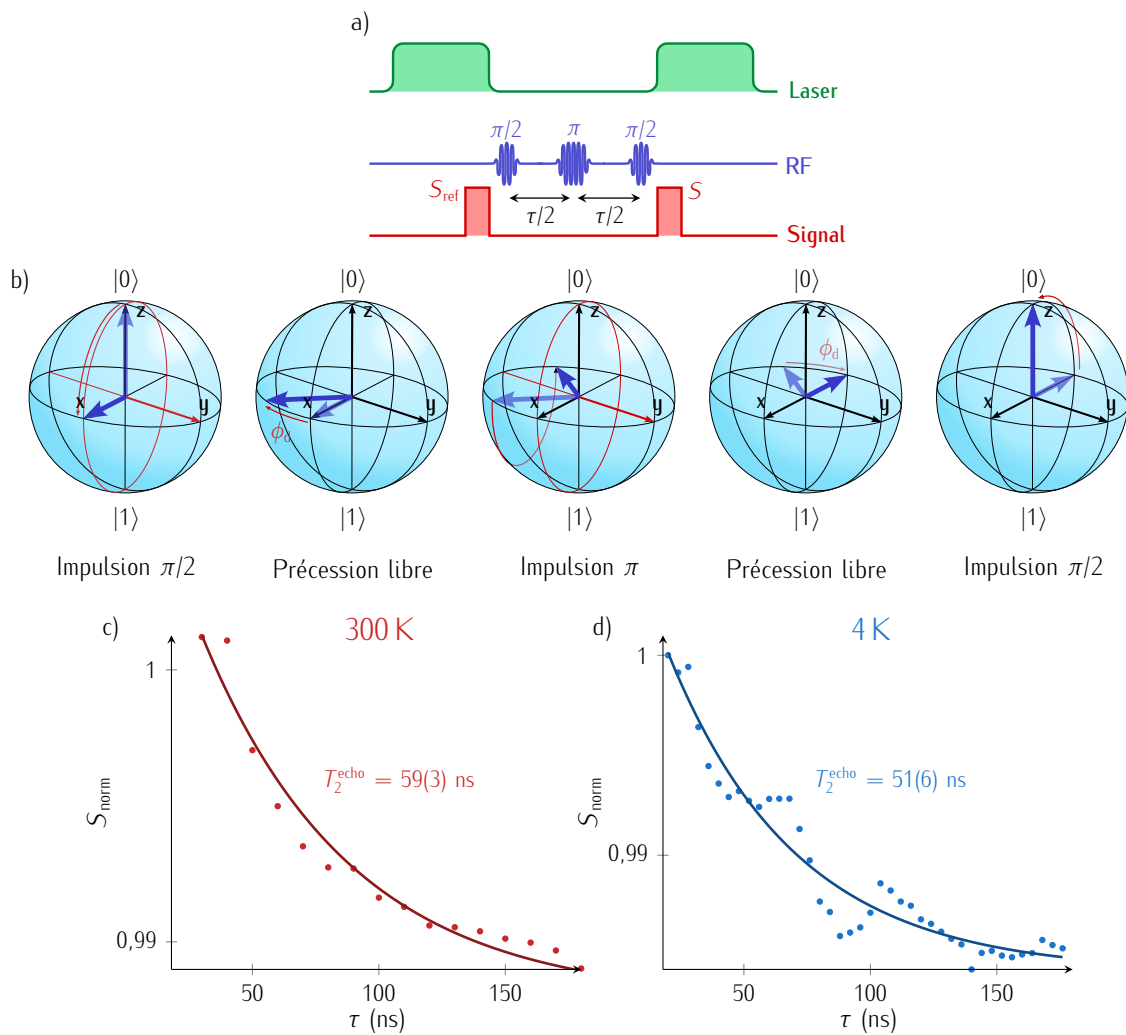 a)
Laser
π/2 π π/2
RF
S_ref S
τ/2 τ/2
Signal
b)
|0⟩ |0⟩ |0⟩ |0⟩ |0⟩
z z z z z
x x x x x
y y y y y
ϕ_d ϕ_d
|1⟩ |1⟩ |1⟩ |1⟩ |1⟩
Impulsion π/2 Précession libre Impulsion π Précession libre Impulsion π/2
c) 300 K
1
T_2^echo = 59(3) ns
S_norm
0,99
50 100 150
τ (ns)
d) 4 K
1
T_2^echo = 51(6) ns
S_norm
0,99
50 100 150
τ (ns)